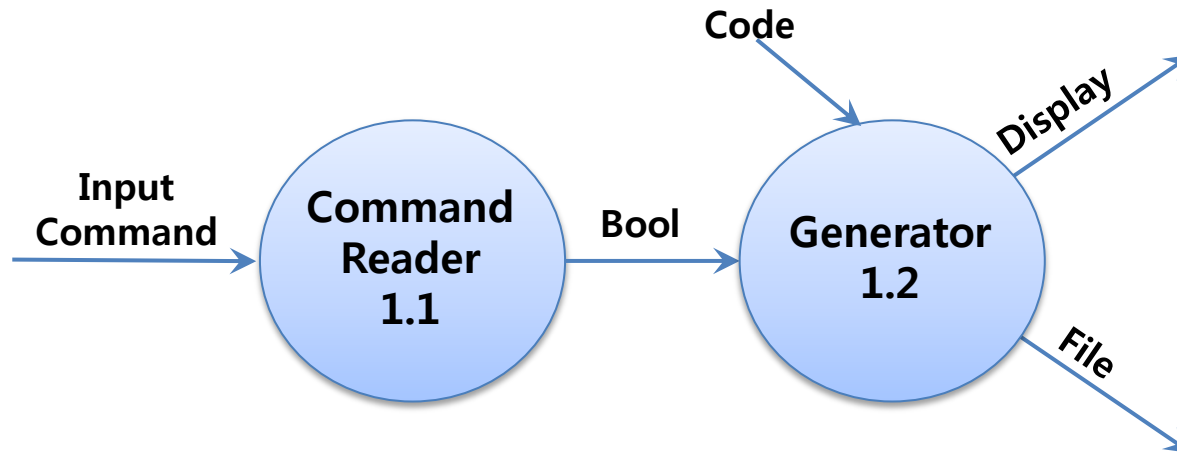 Code
Display
Input
Command
Command
Reader
1.1
Bool
Generator
1.2
File